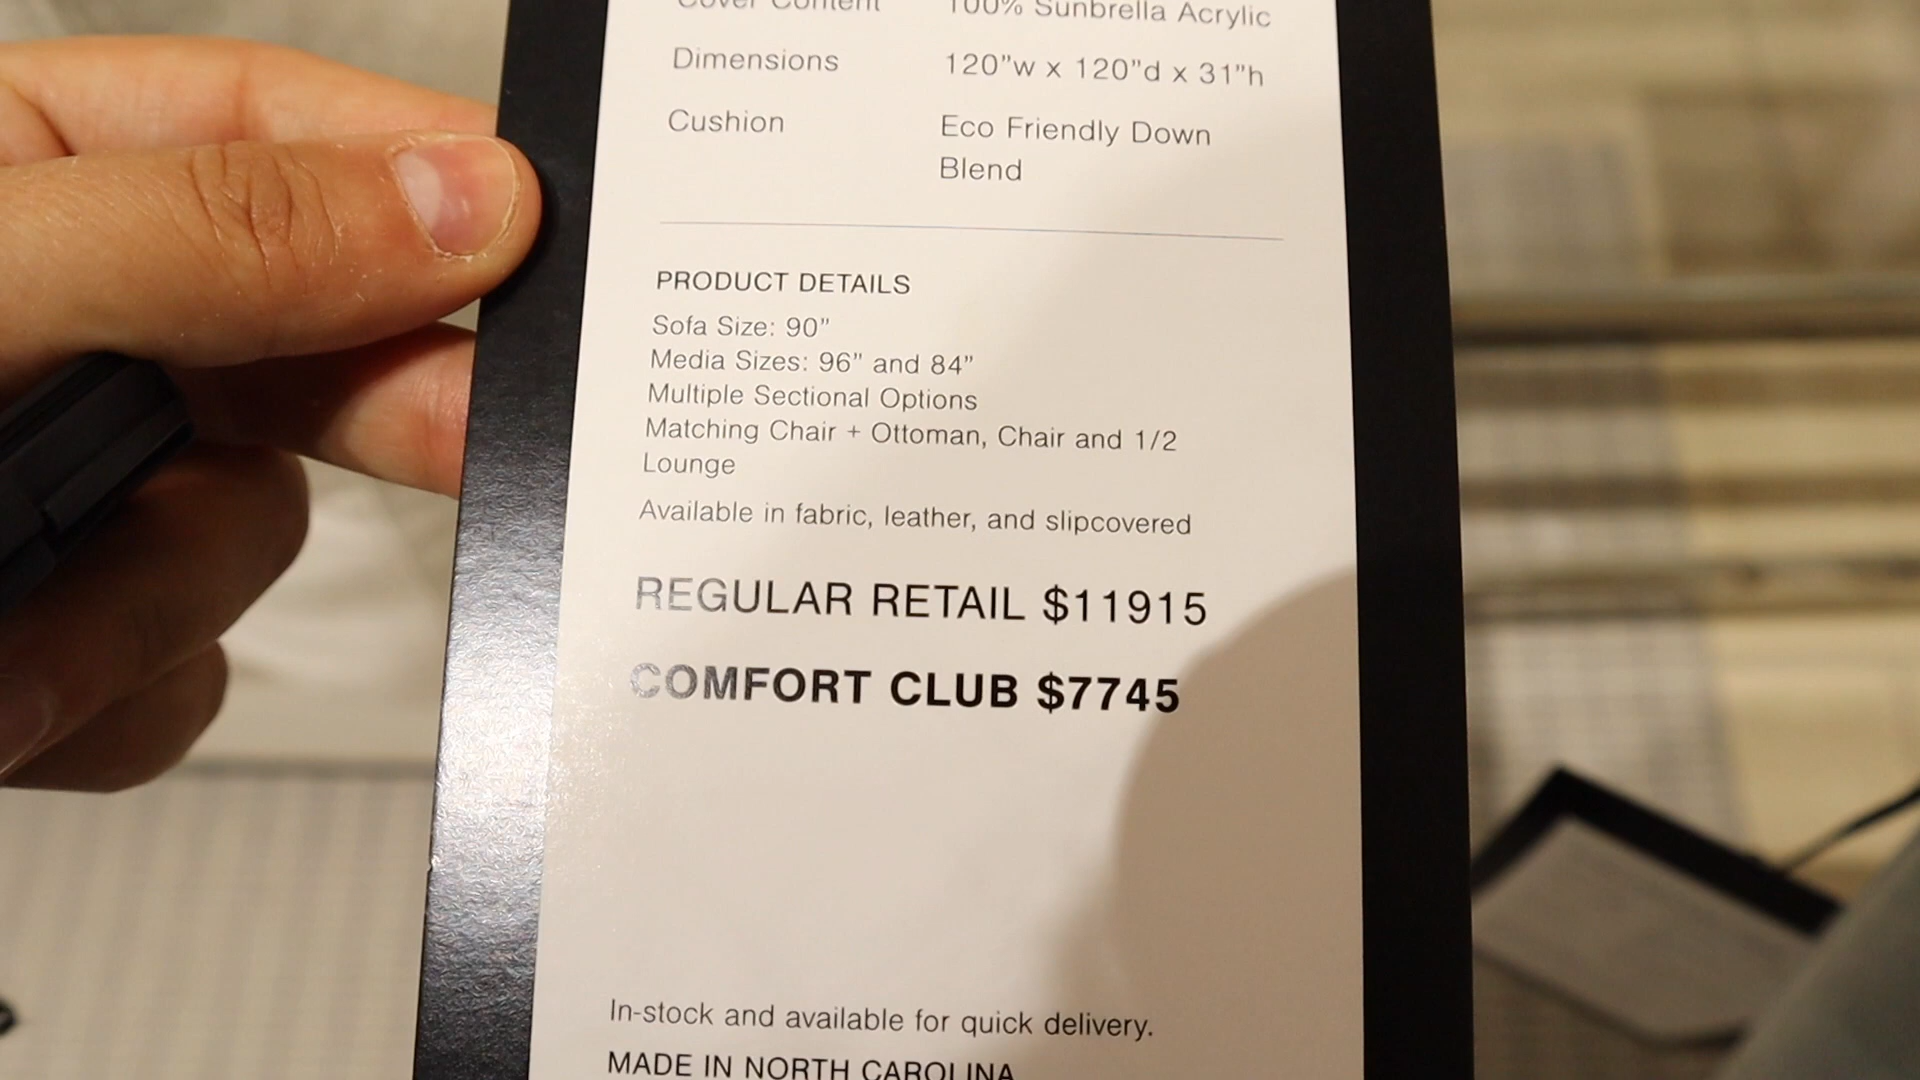 Cover Content 100% Sunbrella Acrylic
Dimensions 120”w x 120”d x 31”h
Cushion Eco Friendly Down
Blend
PRODUCT DETAILS
Sofa Size: 90”
Media Sizes: 96” and 84”
Multiple Sectional Options
Matching Chair + Ottoman, Chair and 1/2
Lounge
Available in fabric, leather, and slipcovered
REGULAR RETAIL $11915
COMFORT CLUB $7745
In-stock and available for quick delivery.
MADE IN NORTH CAROLINA